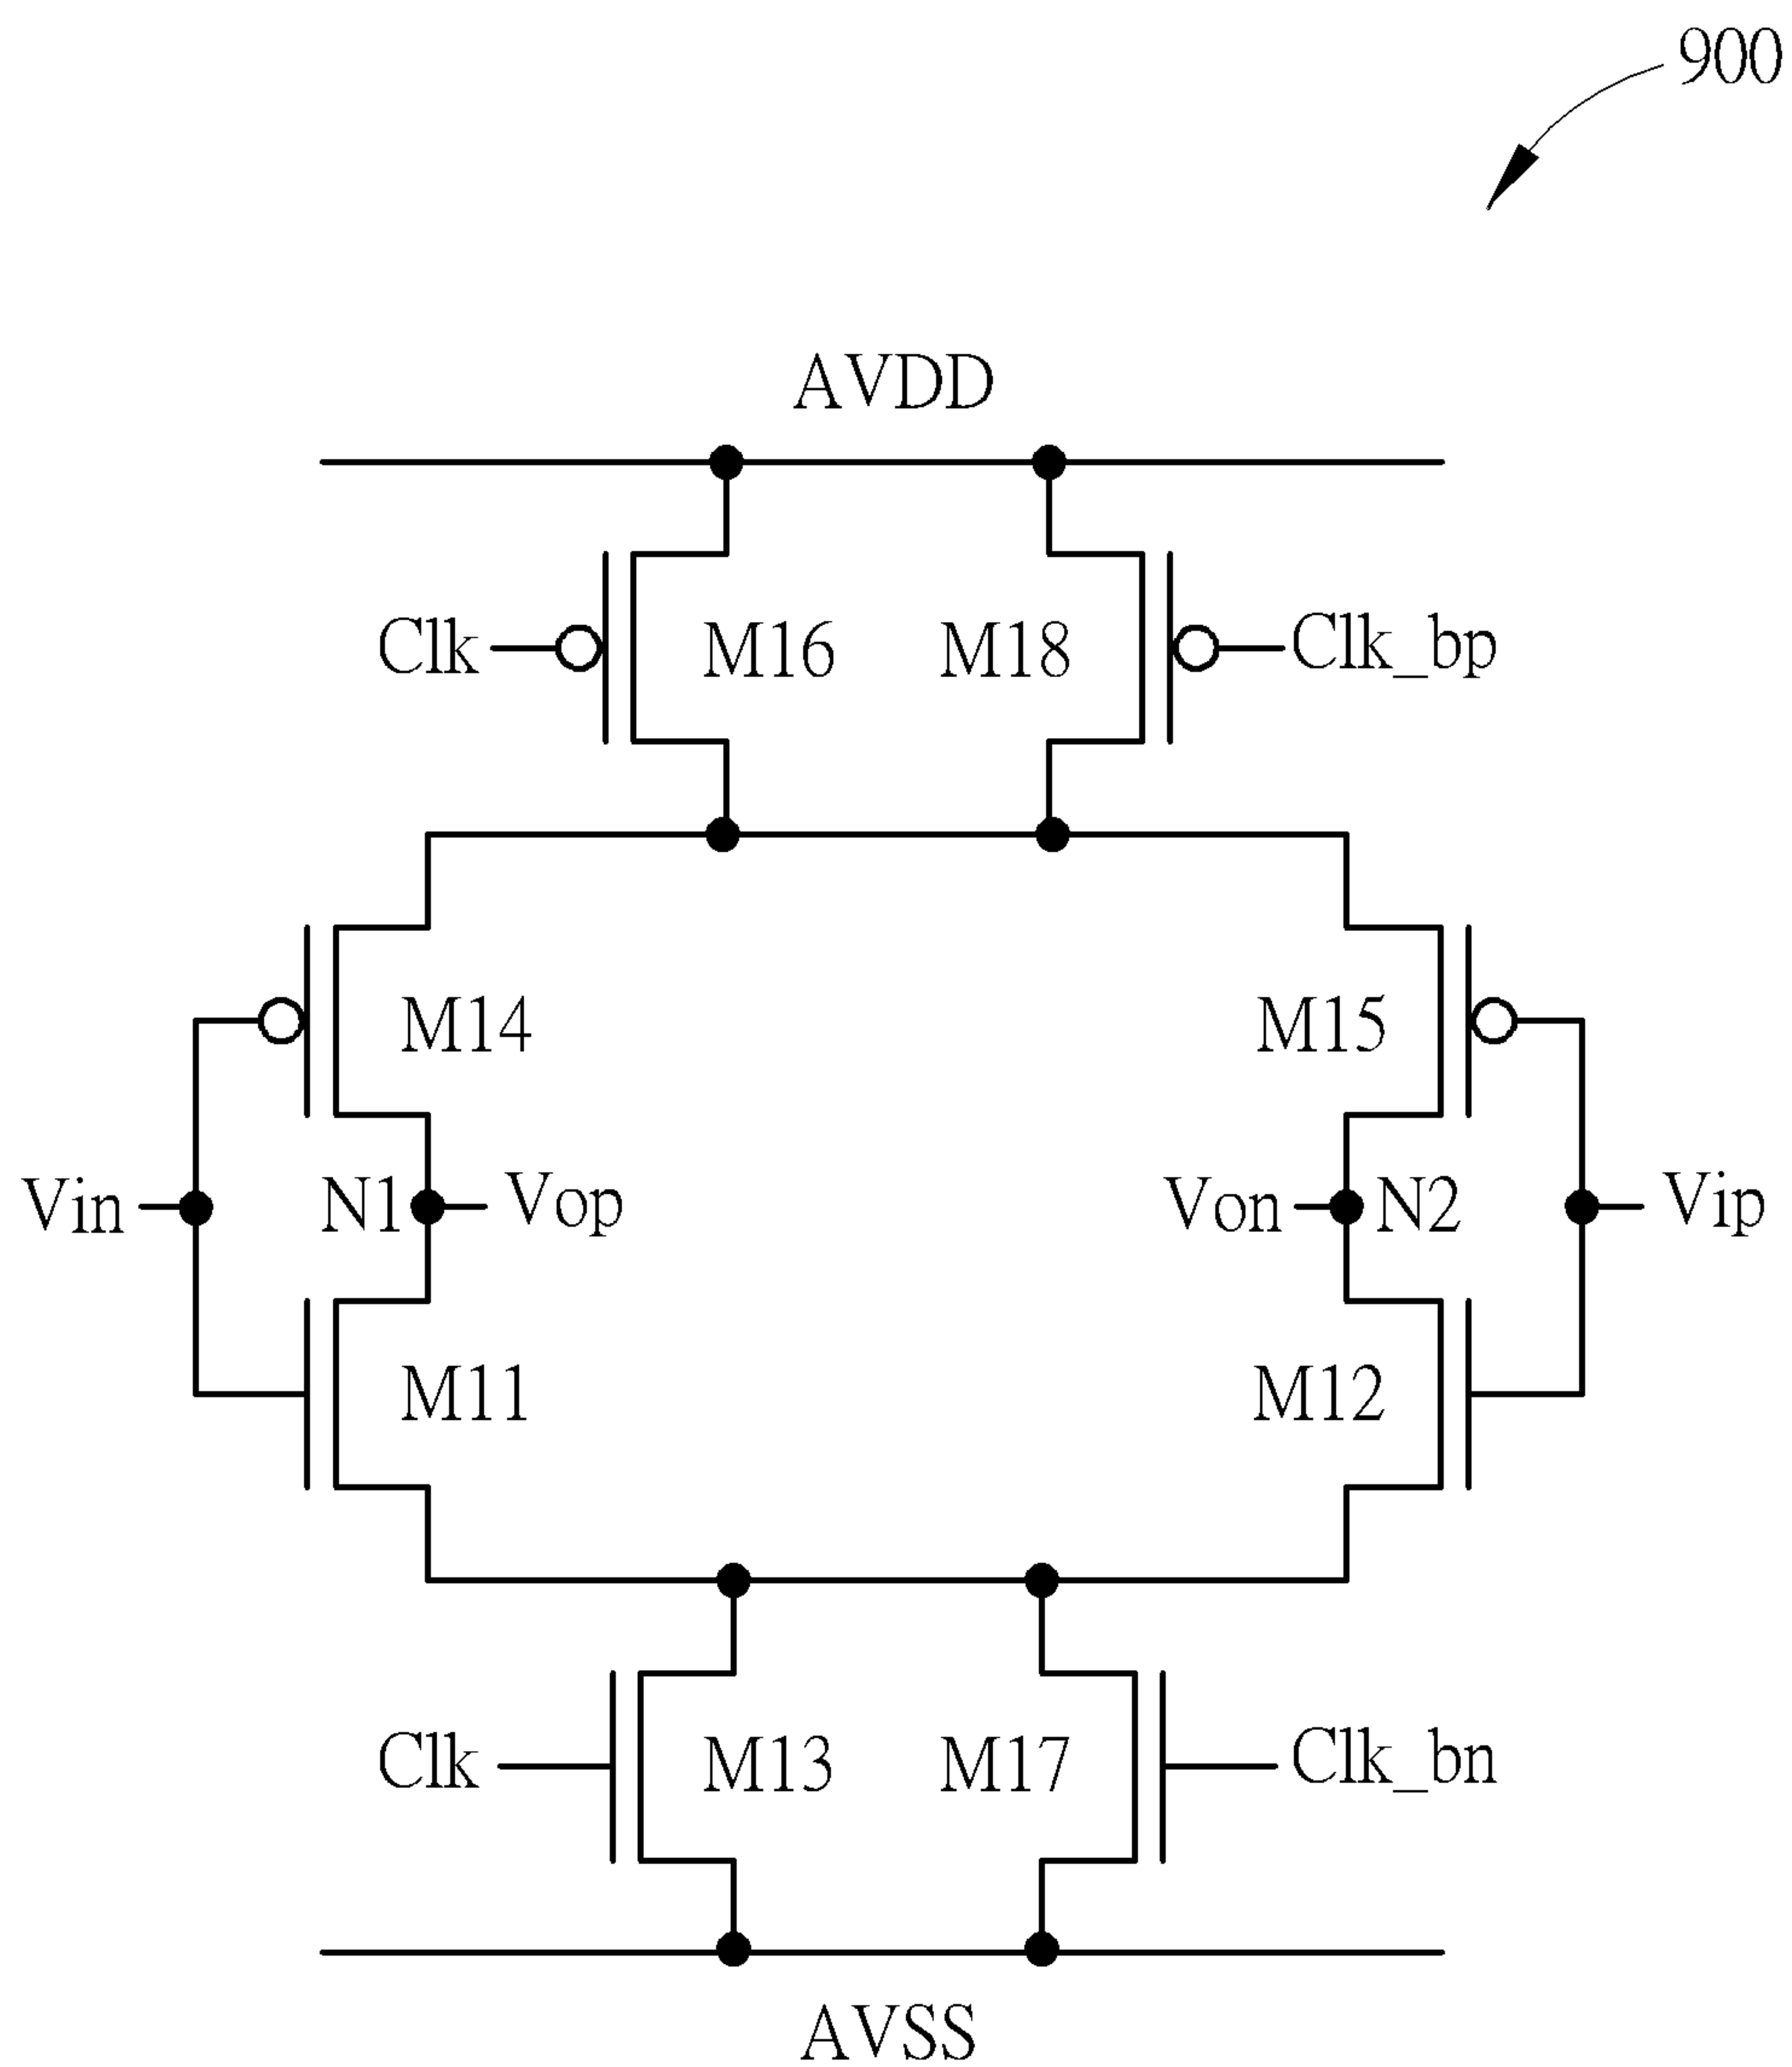 900
AVDD
Clk M16 M18 Clk_bp
M14 M15
Vin N1 Vop Von N2 Vip
M11 M12
Clk M13 M17 Clk_bn
AVSS